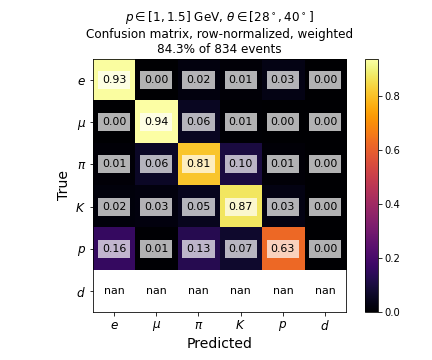 p ∈ [1, 1.5] GeV, θ ∈ [28°, 40°]
Confusion matrix, row-normalized, weighted
84.3% of 834 events
e 0.93 0.00 0.02 0.01 0.03 0.00
μ 0.00 0.94 0.06 0.01 0.00 0.00
π 0.01 0.06 0.81 0.10 0.01 0.00
K 0.02 0.03 0.05 0.87 0.03 0.00
p 0.16 0.01 0.13 0.07 0.63 0.00
d nan nan nan nan nan nan
e μ π K p d
Predicted
True
0.8
0.6
0.4
0.2
0.0